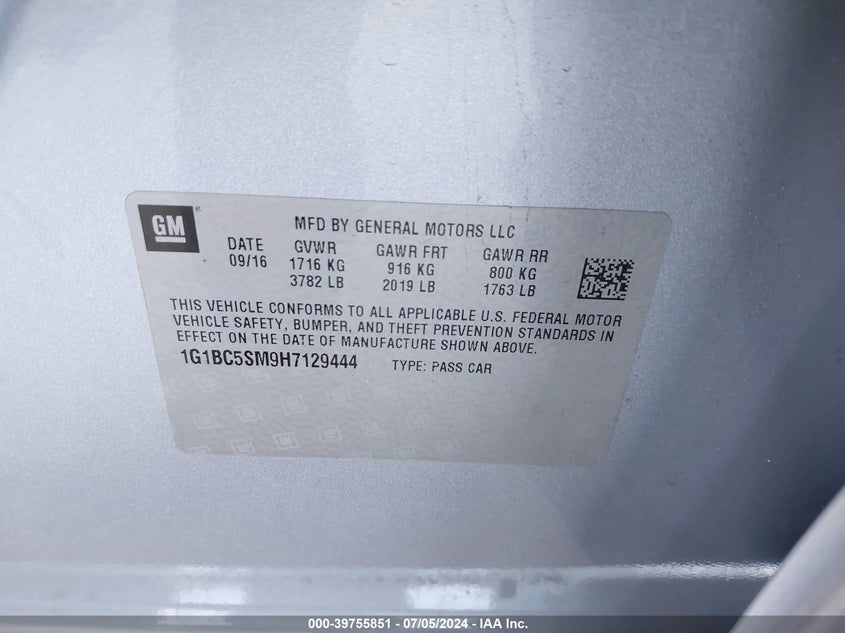 GM
MFD BY GENERAL MOTORS LLC
DATE GVWR GAWR FRT GAWR RR
09/16 1716 KG 916 KG 800 KG
3782 LB 2019 LB 1763 LB
THIS VEHICLE CONFORMS TO ALL APPLICABLE U.S. FEDERAL MOTOR
VEHICLE SAFETY, BUMPER, AND THEFT PREVENTION STANDARDS IN
EFFECT ON THE DATE OF MANUFACTURE SHOWN ABOVE.
1G1BC5SM9H7129444 TYPE: PASS CAR
000-39755851 - 07/05/2024 - IAA Inc.